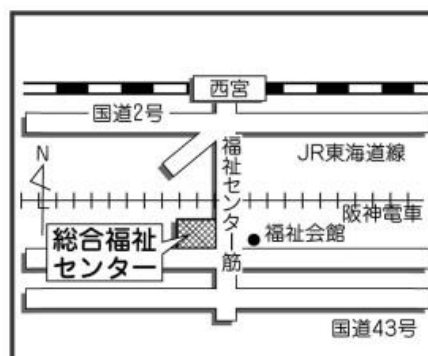 西宮
国道2号
JR東海道線
N
福祉センター筋
阪神電車
総合福祉
センター
福祉会館
国道43号